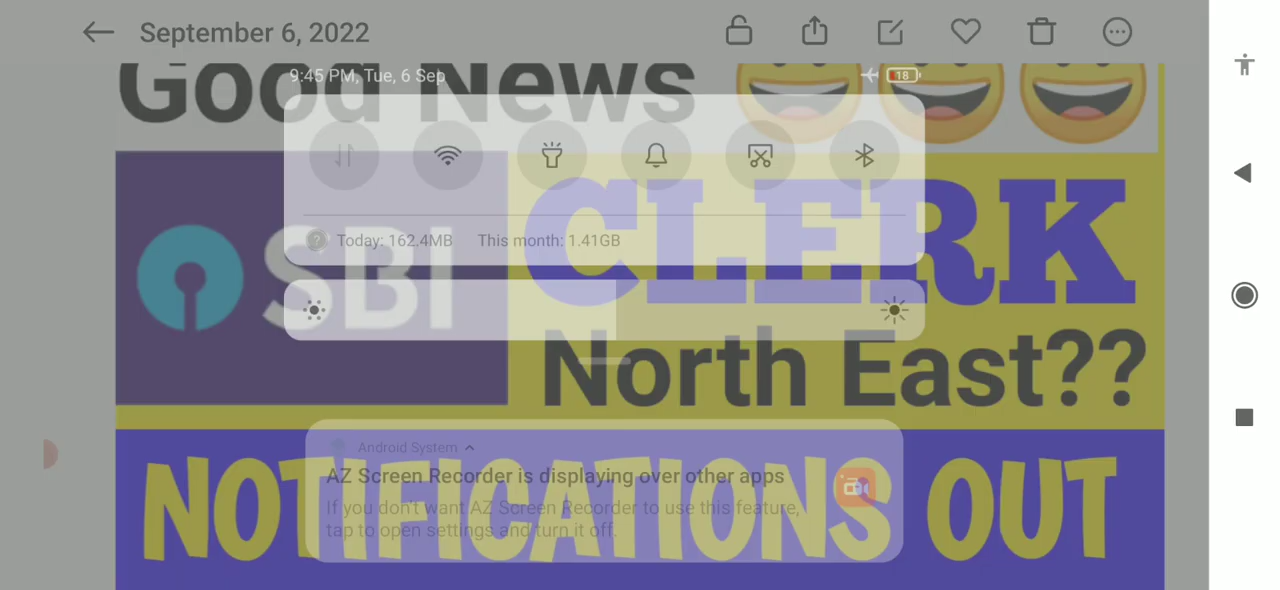 September 6, 2022
Good News
9:45 PM, Tue, 6 Sep
18
?
Today: 162.4MB This month: 1.41GB
SBI
CLERK
North East??
Android System
AZ Screen Recorder is displaying over other apps
If you don't want AZ Screen Recorder to use this feature,
tap to open settings and turn it off.
NOTIFICATIONS OUT